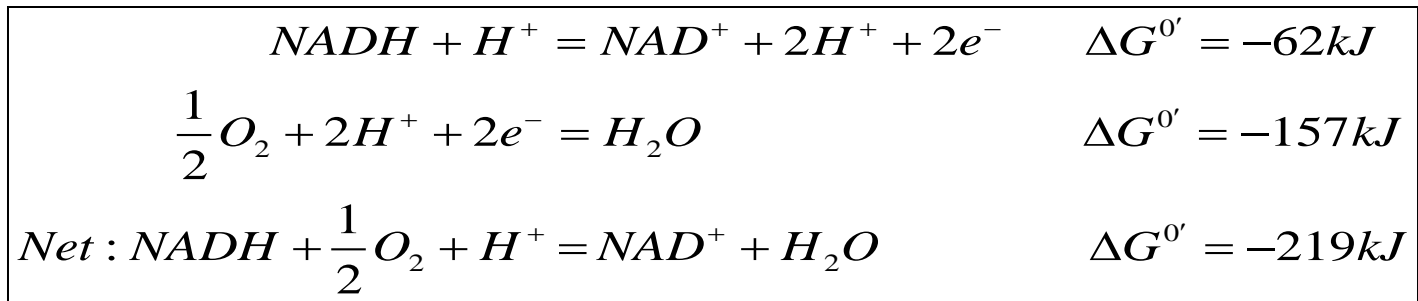 NADH + H⁺ = NAD⁺ + 2H⁺ + 2e⁻ ΔG⁰′ = −62kJ
1/2 O₂ + 2H⁺ + 2e⁻ = H₂O ΔG⁰′ = −157kJ
Net : NADH + 1/2 O₂ + H⁺ = NAD⁺ + H₂O ΔG⁰′ = −219kJ